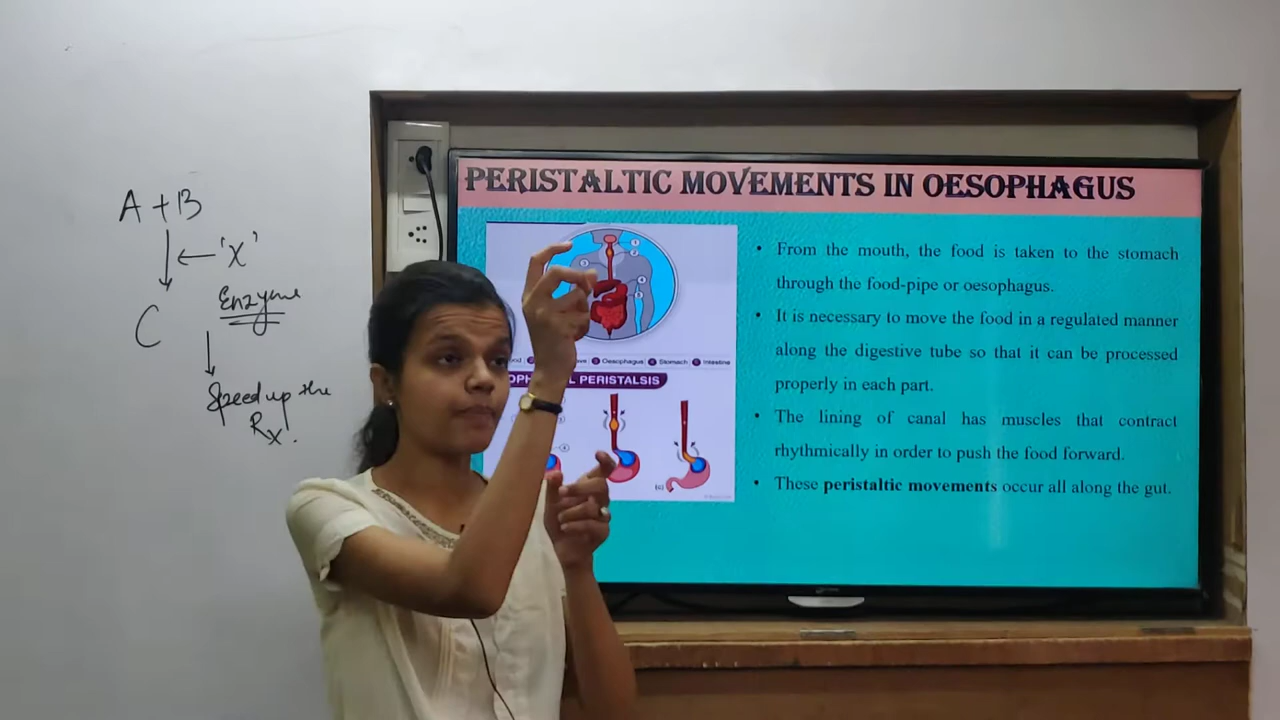 A + B
'X'
C
Enzyme
Speed up the
Rx.
PERISTALTIC MOVEMENTS IN OESOPHAGUS
Oesophagus
Stomach
Intestine
PERISTALSIS
• From the mouth, the food is taken to the stomach
through the food-pipe or oesophagus.
• It is necessary to move the food in a regulated manner
along the digestive tube so that it can be processed
properly in each part.
• The lining of canal has muscles that contract
rhythmically in order to push the food forward.
• These peristaltic movements occur all along the gut.